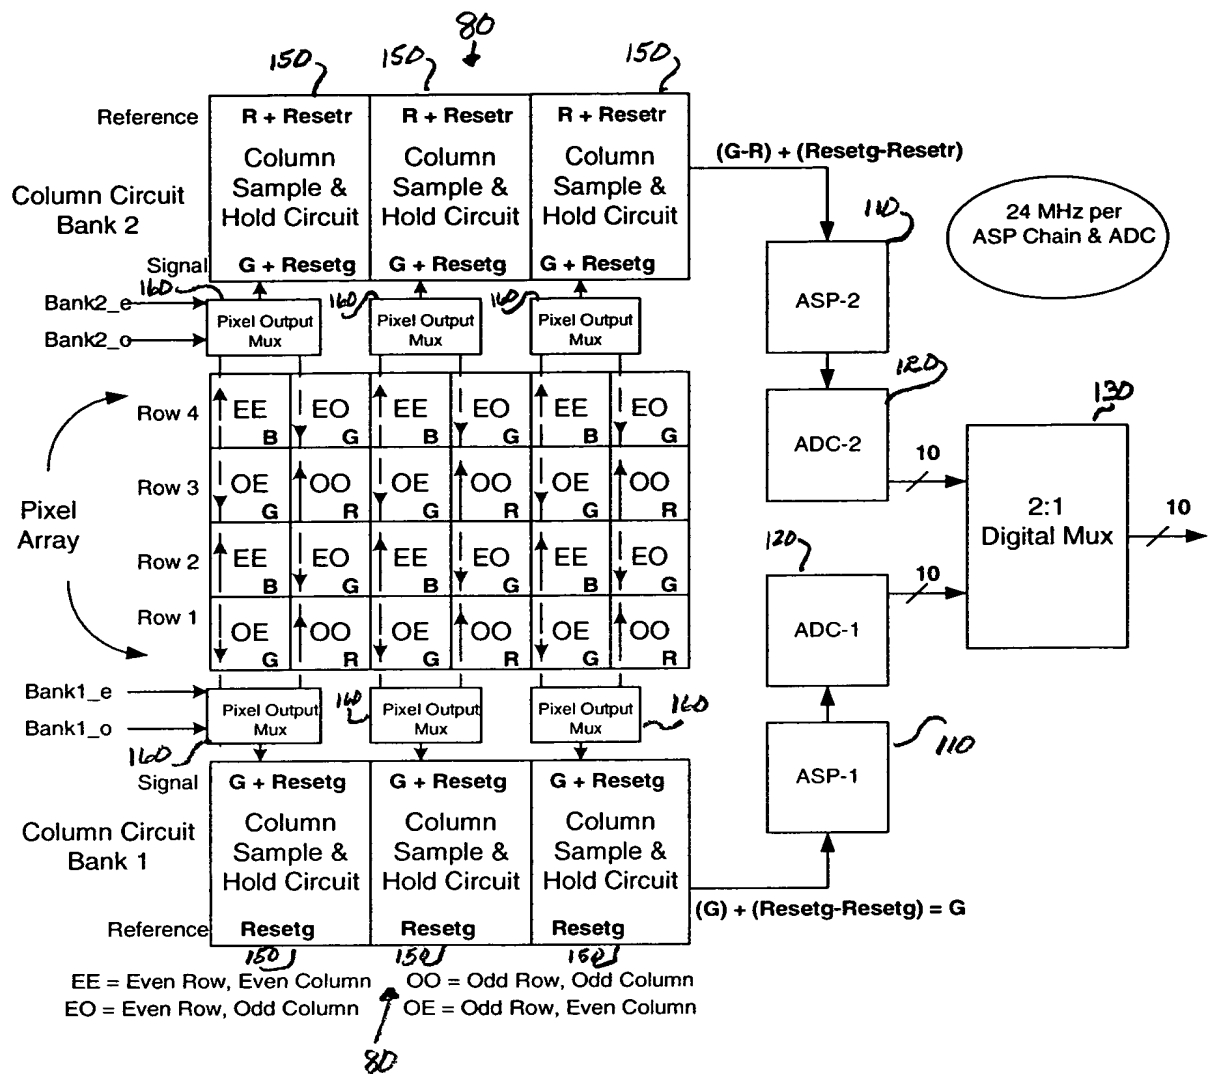 80
150 150 150
Reference R + Resetr R + Resetr R + Resetr
(G-R) + (Resetg-Resetr)
Column Circuit
Bank 2
Column
Sample &
Hold Circuit
Column
Sample &
Hold Circuit
Column
Sample &
Hold Circuit
110
24 MHz per
ASP Chain & ADC
Signal G + Resetg G + Resetg G + Resetg
160 160 160
Bank2_e
Bank2_o
Pixel Output
Mux
Pixel Output
Mux
Pixel Output
Mux
ASP-2
120
130
Pixel
Array
Row 4 EE B EO G EE B EO G EE B EO G
Row 3 OE G OO R OE G OO R OE G OO R
Row 2 EE B EO G EE B EO G EE B EO G
Row 1 OE G OO R OE G OO R OE G OO R
ADC-2
10
2:1
Digital Mux
10
120
10
ADC-1
Bank1_e
Bank1_o
160
Pixel Output
Mux
160
Pixel Output
Mux
Pixel Output
Mux
160
110
ASP-1
Signal G + Resetg G + Resetg G + Resetg
Column Circuit
Bank 1
Column
Sample &
Hold Circuit
Column
Sample &
Hold Circuit
Column
Sample &
Hold Circuit
(G) + (Resetg-Resetg) = G
Reference Resetg Resetg Resetg
150 150 150
EE = Even Row, Even Column OO = Odd Row, Odd Column
EO = Even Row, Odd Column OE = Odd Row, Even Column
80